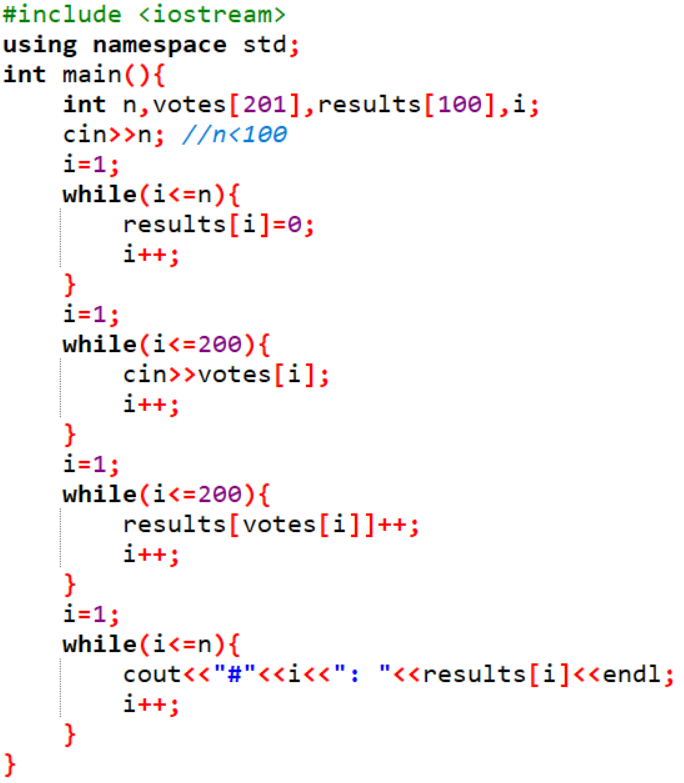 #include <iostream>
using namespace std;
int main(){
    int n,votes[201],results[100],i;
    cin>>n; //n<100
    i=1;
    while(i<=n){
        results[i]=0;
        i++;
    }
    i=1;
    while(i<=200){
        cin>>votes[i];
        i++;
    }
    i=1;
    while(i<=200){
        results[votes[i]]++;
        i++;
    }
    i=1;
    while(i<=n){
        cout<<"#"<<i<<": "<<results[i]<<endl;
        i++;
    }
}